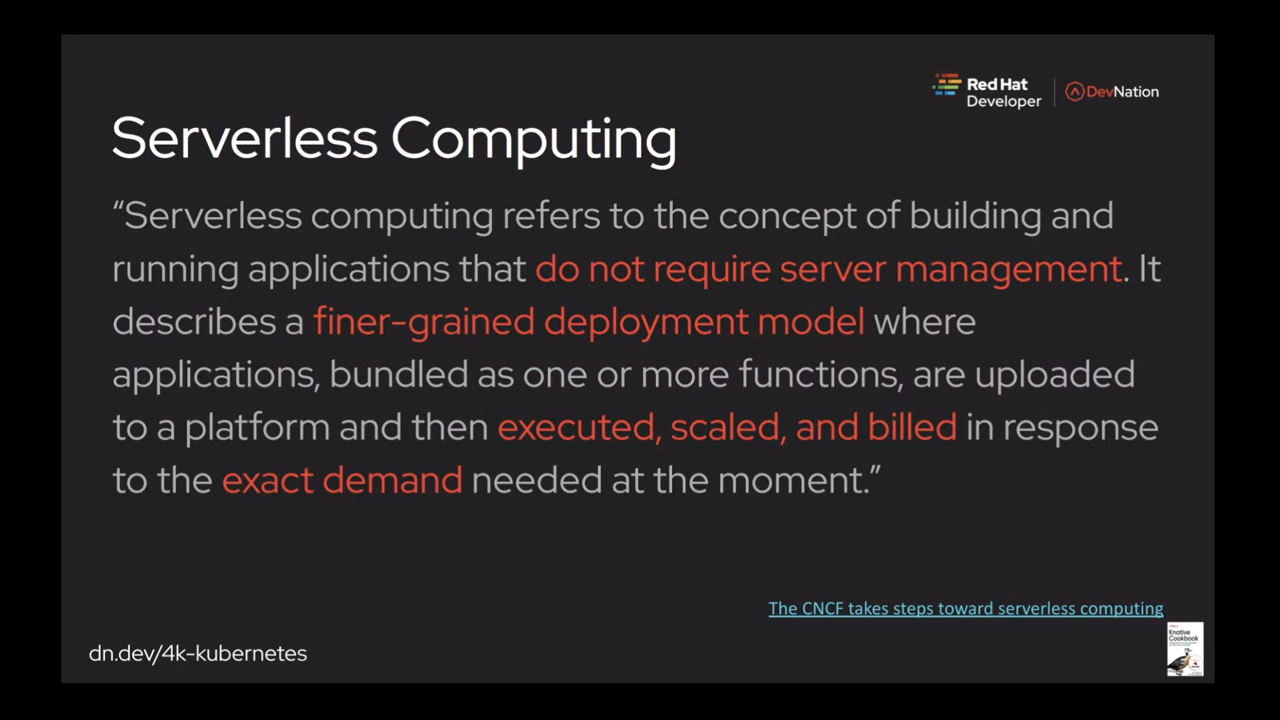 Red Hat
Developer
DevNation
Serverless Computing
“Serverless computing refers to the concept of building and
running applications that do not require server management. It
describes a finer-grained deployment model where
applications, bundled as one or more functions, are uploaded
to a platform and then executed, scaled, and billed in response
to the exact demand needed at the moment.”
The CNCF takes steps toward serverless computing
dn.dev/4k-kubernetes
Knative
Cookbook